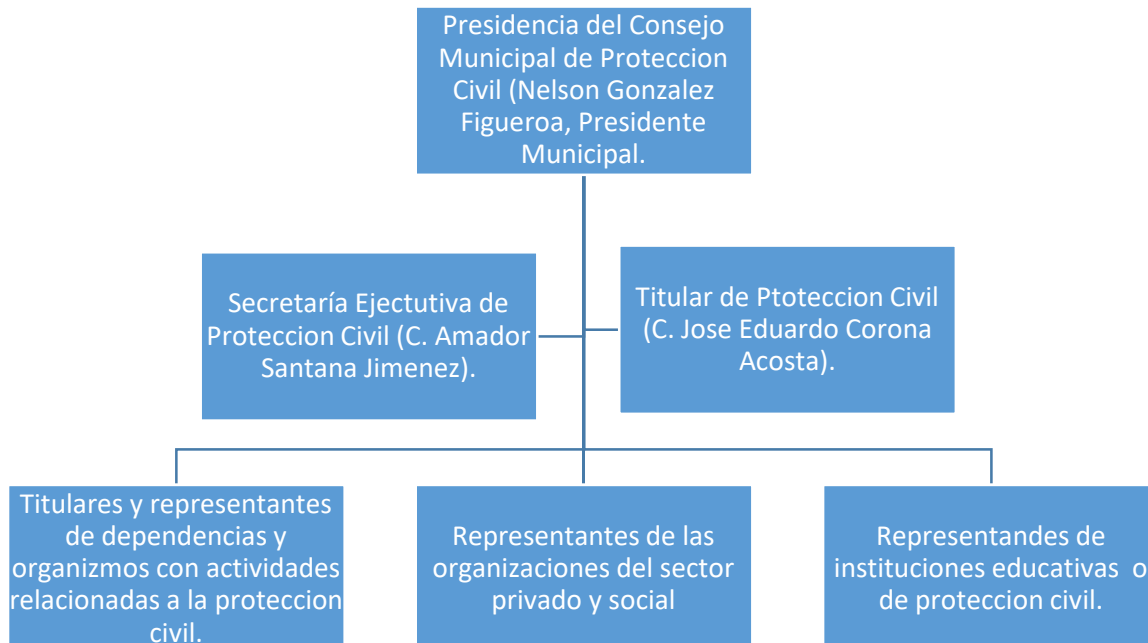 Presidencia del Consejo
Municipal de Proteccion
Civil (Nelson Gonzalez
Figueroa, Presidente
Municipal.
Secretaría Ejectutiva de
Proteccion Civil (C. Amador
Santana Jimenez).
Titular de Ptoteccion Civil
(C. Jose Eduardo Corona
Acosta).
Titulares y representantes
de dependencias y
organizmos con actividades
relacionadas a la proteccion
civil.
Representantes de las
organizaciones del sector
privado y social
Representandes de
instituciones educativas o
de proteccion civil.